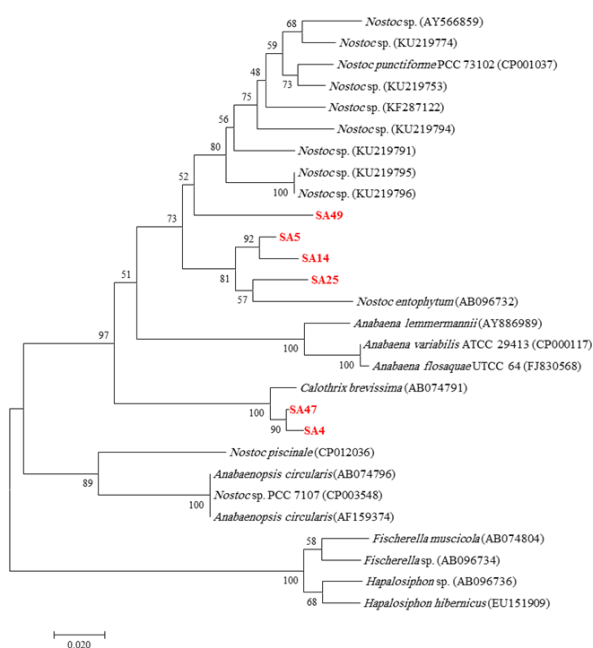 68
Nostoc sp. (AY566859)
59
Nostoc sp. (KU219774)
Nostoc punctiforme PCC 73102 (CP001037)
48
73
Nostoc sp. (KU219753)
75
Nostoc sp. (KF287122)
56
Nostoc sp. (KU219794)
80
Nostoc sp. (KU219791)
52
Nostoc sp. (KU219795)
100
Nostoc sp. (KU219796)
73
SA49
92
SA5
SA14
51
81
SA25
57
Nostoc entophytum (AB096732)
97
Anabaena lemmermannii (AY886989)
100
Anabaena variabilis ATCC 29413 (CP000117)
100
Anabaena flosaquae UTCC 64 (FJ830568)
Calothrix brevissima (AB074791)
100
SA47
90
SA4
Nostoc piscinale (CP012036)
89
Anabaenopsis circularis (AB074796)
Nostoc sp. PCC 7107 (CP003548)
100
Anabaenopsis circularis (AF159374)
58
Fischerella muscicola (AB074804)
Fischerella sp. (AB096734)
100
Hapalosiphon sp. (AB096736)
68
Hapalosiphon hibernicus (EU151909)
0.020